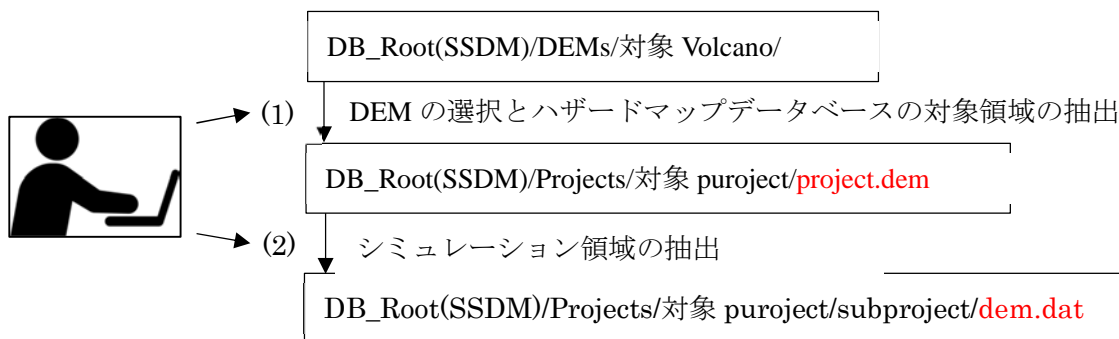 DB_Root(SSDM)/DEMs/対象 Volcano/
(1) DEM の選択とハザードマップデータベースの対象領域の抽出
DB_Root(SSDM)/Projects/対象 puroject/project.dem
(2) シミュレーション領域の抽出
DB_Root(SSDM)/Projects/対象 puroject/subproject/dem.dat